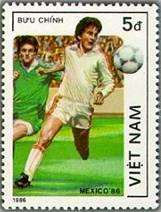 BƯU CHÍNH
5đ
VIỆT NAM
MEXICO'86
1986